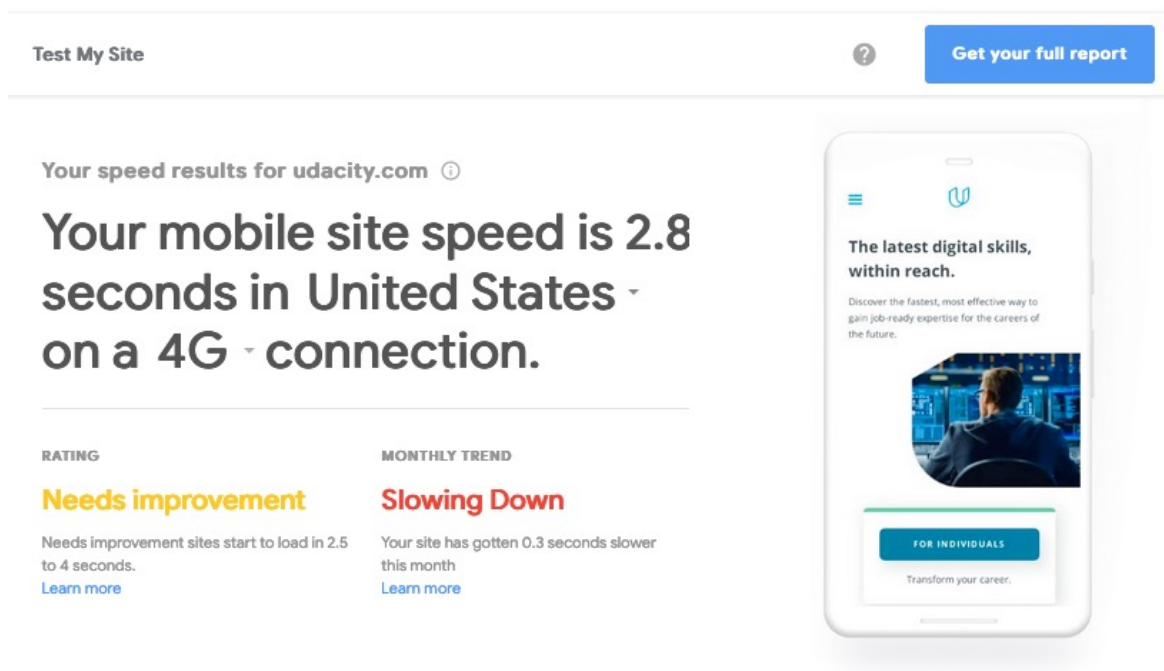 Test My Site
Get your full report
Your speed results for udacity.com
Your mobile site speed is 2.8
seconds in United States
on a 4G connection.
RATING
Needs improvement
Needs improvement sites start to load in 2.5
to 4 seconds.
Learn more
MONTHLY TREND
Slowing Down
Your site has gotten 0.3 seconds slower
this month
Learn more
The latest digital skills,
within reach.
Discover the fastest, most effective way to
gain job-ready expertise for the careers of
the future.
FOR INDIVIDUALS
Transform your career.